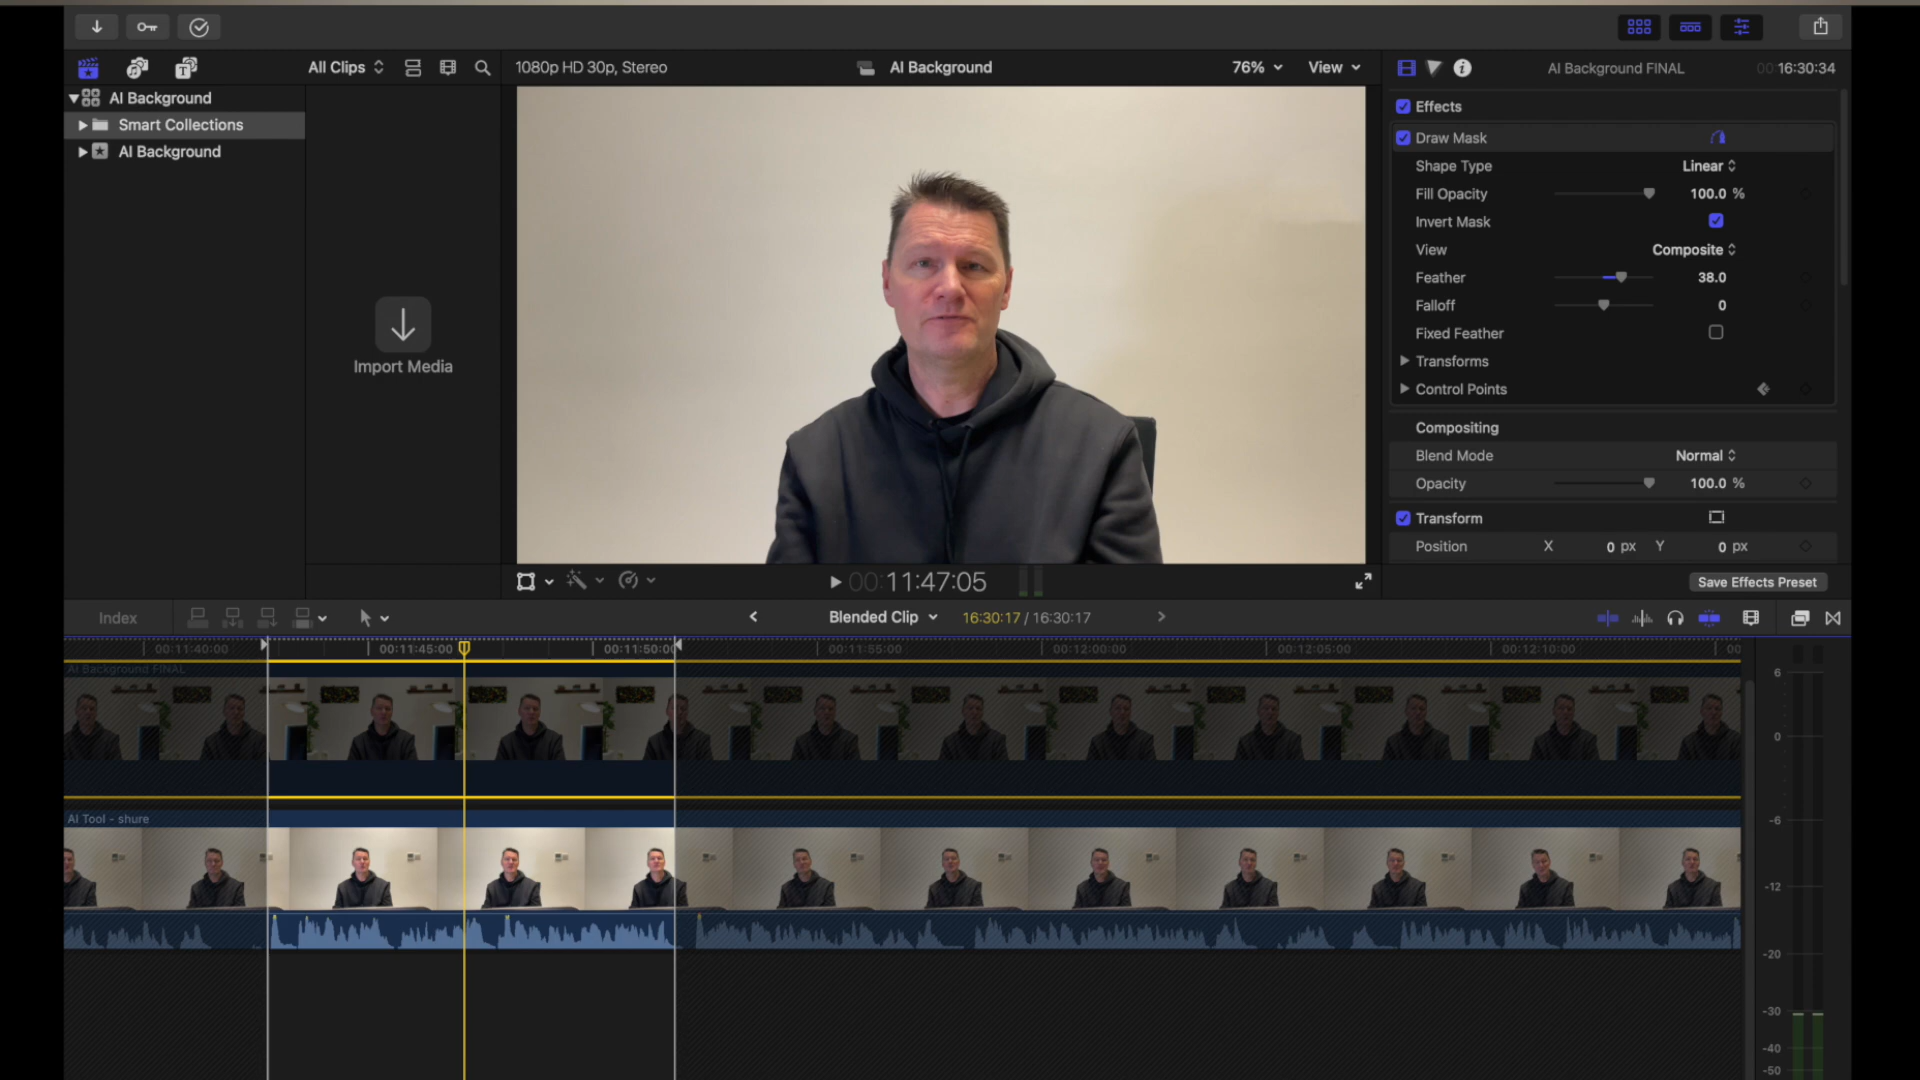 All Clips
1080p HD 30p, Stereo
AI Background
76%
View
AI Background FINAL
00:16:30:34
AI Background
Smart Collections
AI Background
Import Media
Effects
Draw Mask
Shape Type
Linear
Fill Opacity
100.0 %
Invert Mask
View
Composite
Feather
38.0
Falloff
0
Fixed Feather
Transforms
Control Points
Compositing
Blend Mode
Normal
Opacity
100.0 %
Transform
Position X 0 px Y 0 px
00:11:47:05
Save Effects Preset
Index
Blended Clip
16:30:17 / 16:30:17
00:11:40:00
00:11:45:00
00:11:50:00
00:11:55:00
00:12:00:00
00:12:05:00
00:12:10:00
00
AI Background FINAL
AI Tool - shure
6
0
-6
-12
-20
-30
-40
-50